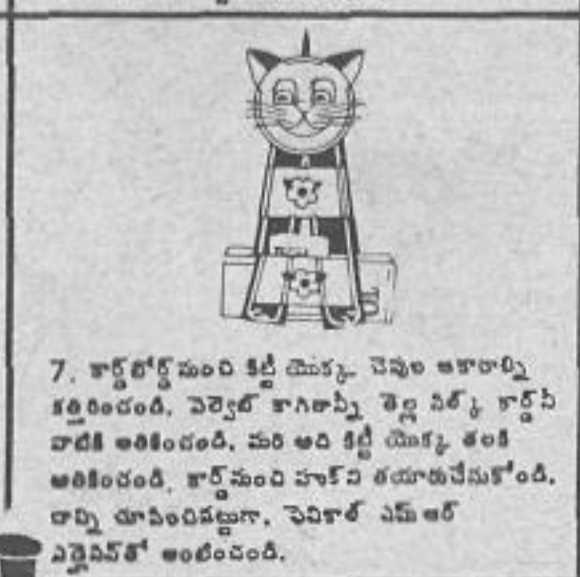 7. కార్డ్‌బోర్డ్ నుంచి కిట్టీ యొక్క చెవుల ఆకారాల్ని
కత్తిరించండి. వెల్వెట్ కాగితాన్నీ తెల్ల సిల్క్ కార్డ్‌నీ
వాటికి అతికించండి. మరి అది కిట్టీ యొక్క తలకి
అతికించండి. కార్డ్ నుంచి హుక్‌ని తయారుచేసుకోండి.
దాన్ని చూపించినట్టుగా, ఫెవికాల్ ఎమ్ ఆర్
ఎడ్హెసివ్‌తో అంటించండి.